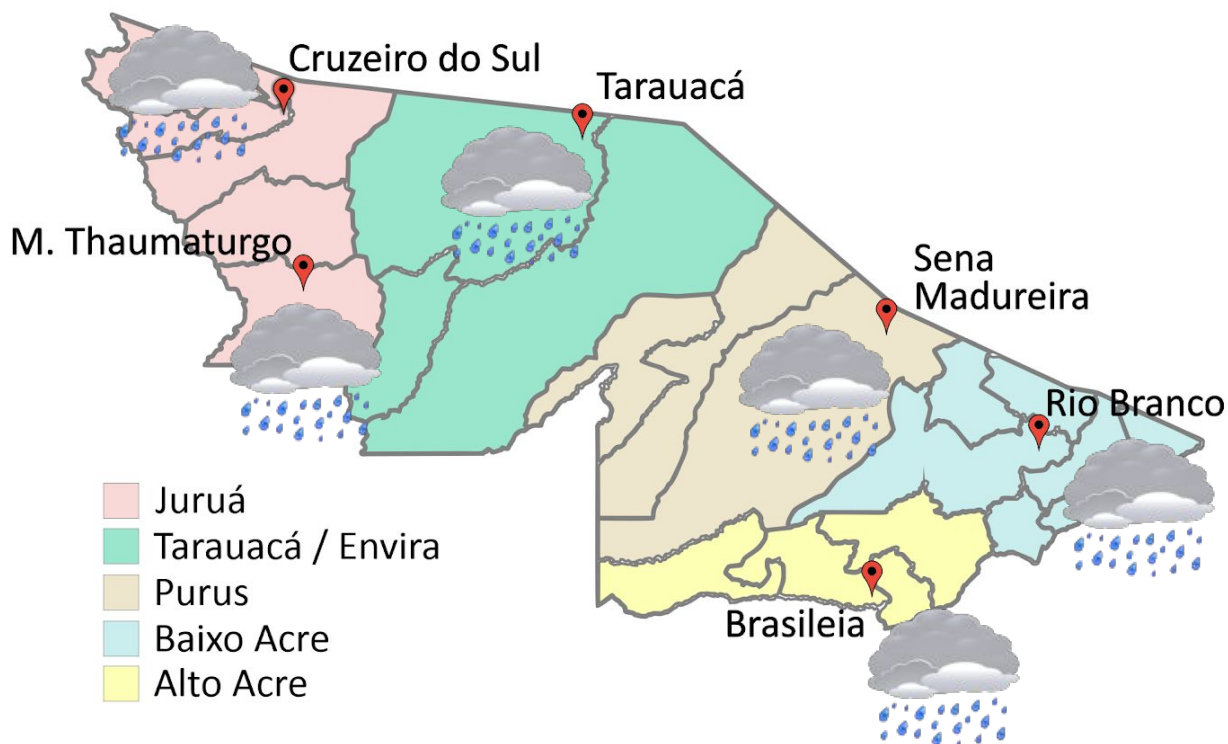 Cruzeiro do Sul
Tarauacá
M. Thaumaturgo
Sena
Madureira
Rio Branco
Brasileia
Juruá
Tarauacá / Envira
Purus
Baixo Acre
Alto Acre